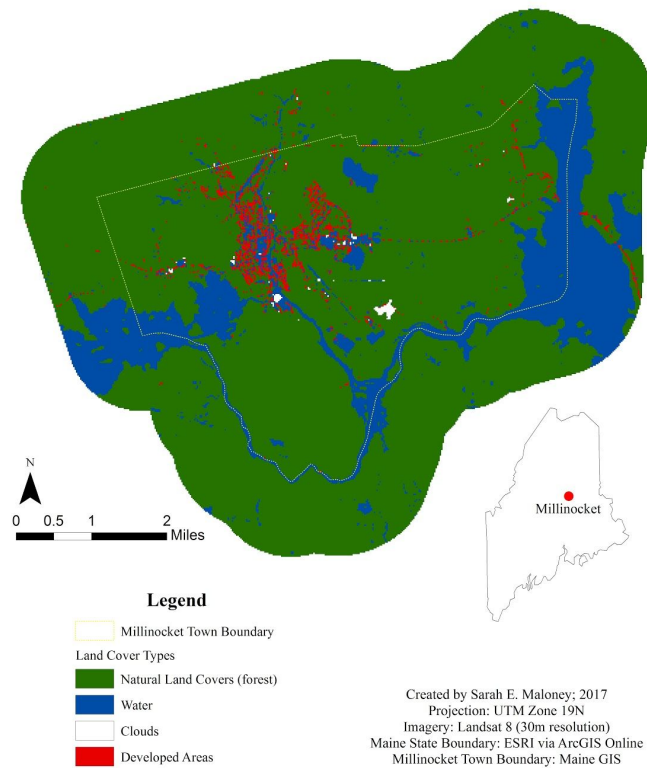 N
0 0.5 1 2
Miles
Millinocket
Legend
Millinocket Town Boundary
Land Cover Types
Natural Land Covers (forest)
Water
Clouds
Developed Areas
Created by Sarah E. Maloney; 2017
Projection: UTM Zone 19N
Imagery: Landsat 8 (30m resolution)
Maine State Boundary: ESRI via ArcGIS Online
Millinocket Town Boundary: Maine GIS